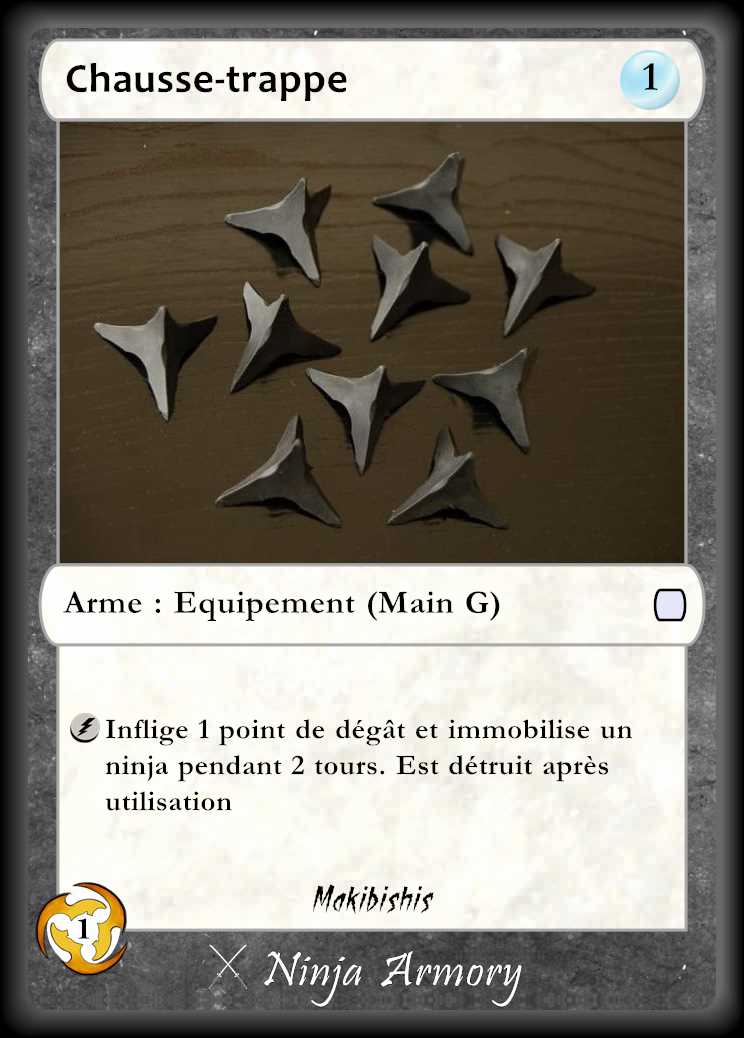 Chausse-trappe
1
Arme : Equipement (Main G)
Inflige 1 point de dégât et immobilise un
ninja pendant 2 tours. Est détruit après
utilisation
Makibishis
1
Ninja Armory